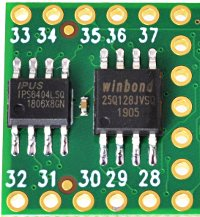 33 34 35 36 37
IPUS
IPS6404LSQ
1806X8GN
winbond
25Q128JVSQ
1905
32 31 30 29 28